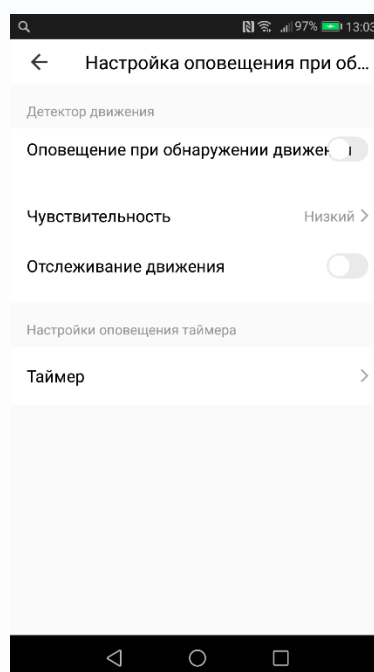 97% 13:03
Настройка оповещения при об...
Детектор движения
Оповещение при обнаружении
Чувствительность Низкий >
Отслеживание движения
Настройки оповещения таймера
Таймер >